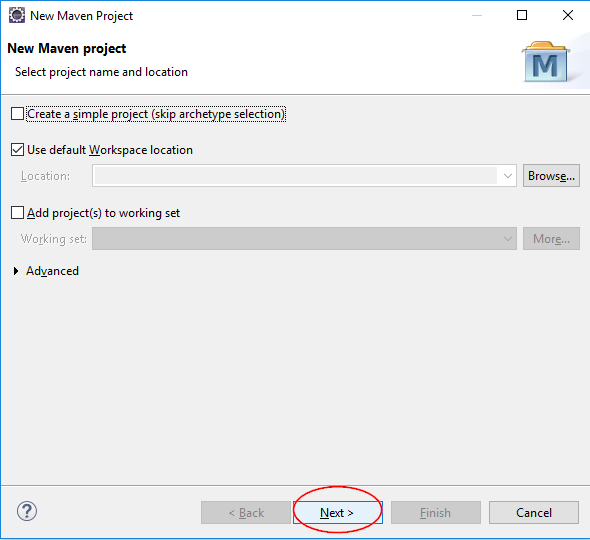 New Maven Project
New Maven project
Select project name and location
M
Create a simple project (skip archetype selection)
Use default Workspace location
Location:
Browse...
Add project(s) to working set
Working set:
More...
Advanced
?
< Back
Next >
Finish
Cancel